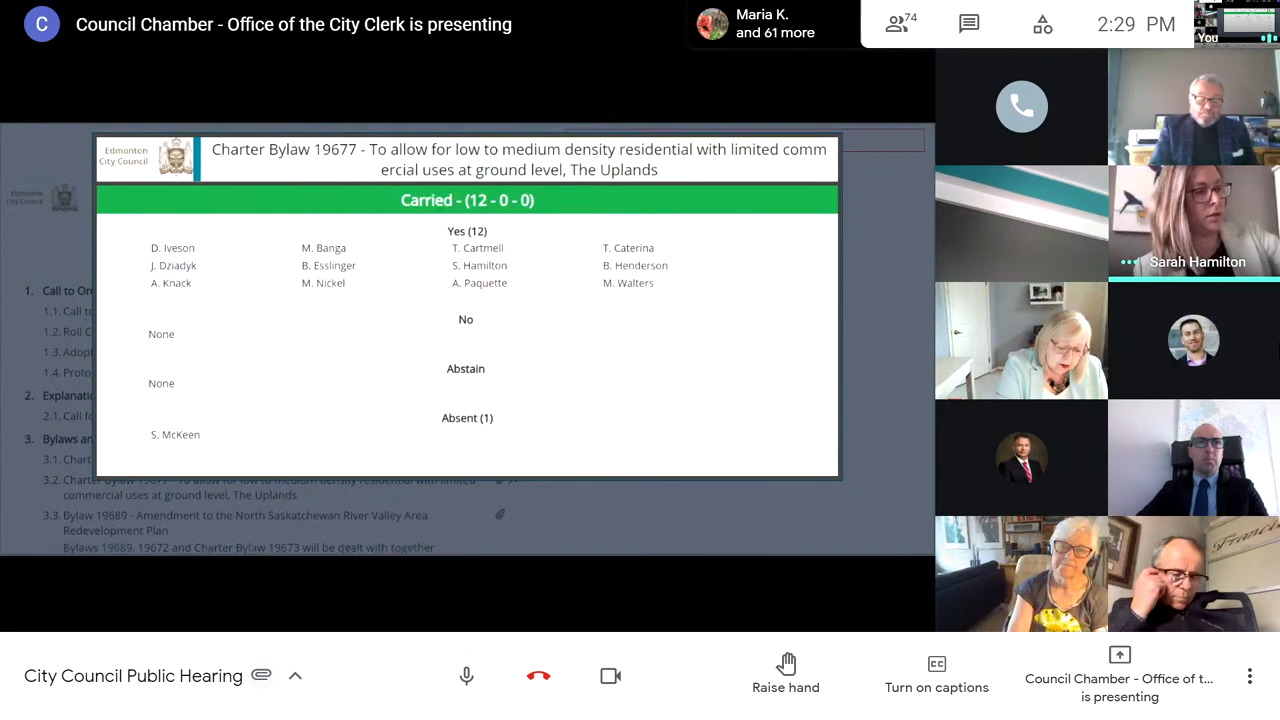 C
Council Chamber - Office of the City Clerk is presenting
Maria K.
and 61 more
74
2:29 PM
You
Edmonton
City Council
Charter Bylaw 19677 - To allow for low to medium density residential with limited comm
ercial uses at ground level, The Uplands
Carried - (12 - 0 - 0)
Yes (12)
D. Iveson M. Banga T. Cartmell T. Caterina
J. Dziadyk B. Esslinger S. Hamilton B. Henderson
A. Knack M. Nickel A. Paquette M. Walters
No
None
Abstain
None
Absent (1)
S. McKeen
Edmonton
City Council
1. Call to Or
1.1. Call to
1.2. Roll C
1.3. Adopt
1.4. Proto
2. Explanatio
2.1. Call fo
3. Bylaws an
3.1. Chart
3.2. Charter Bylaw 19677 - To allow for low to medium density residential with limited
commercial uses at ground level, The Uplands
3.3. Bylaw 19689 - Amendment to the North Saskatchewan River Valley Area
Redevelopment Plan
Bylaws 19689, 19672 and Charter Bylaw 19673 will be dealt with together
Sarah Hamilton
Franci
City Council Public Hearing
Raise hand
CC
Turn on captions
Council Chamber - Office of t...
is presenting